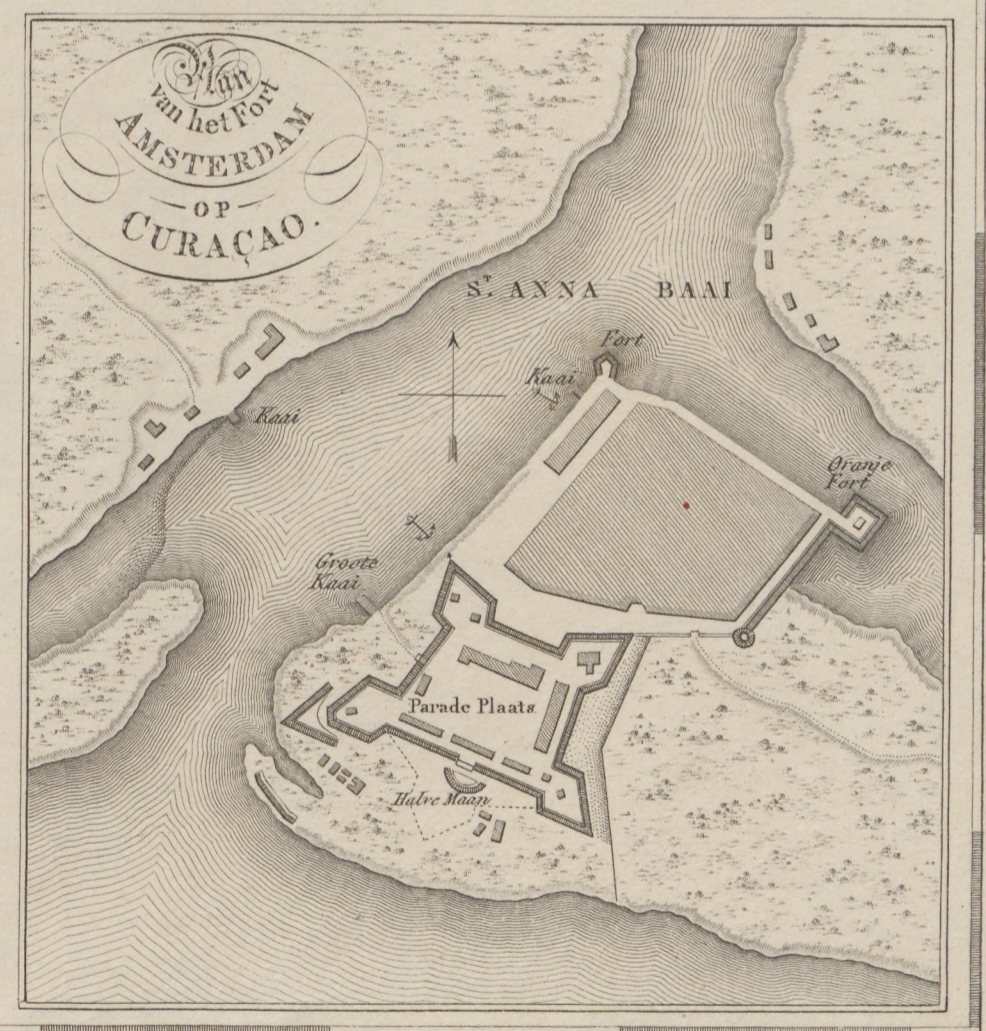 Plan
van het Fort
AMSTERDAM
OP
CURAÇAO.
ST. ANNA BAAI
Fort
Kaai
Kaai
Oranje
Fort
Groote
Kaai
Parade Plaats.
Halve Maan